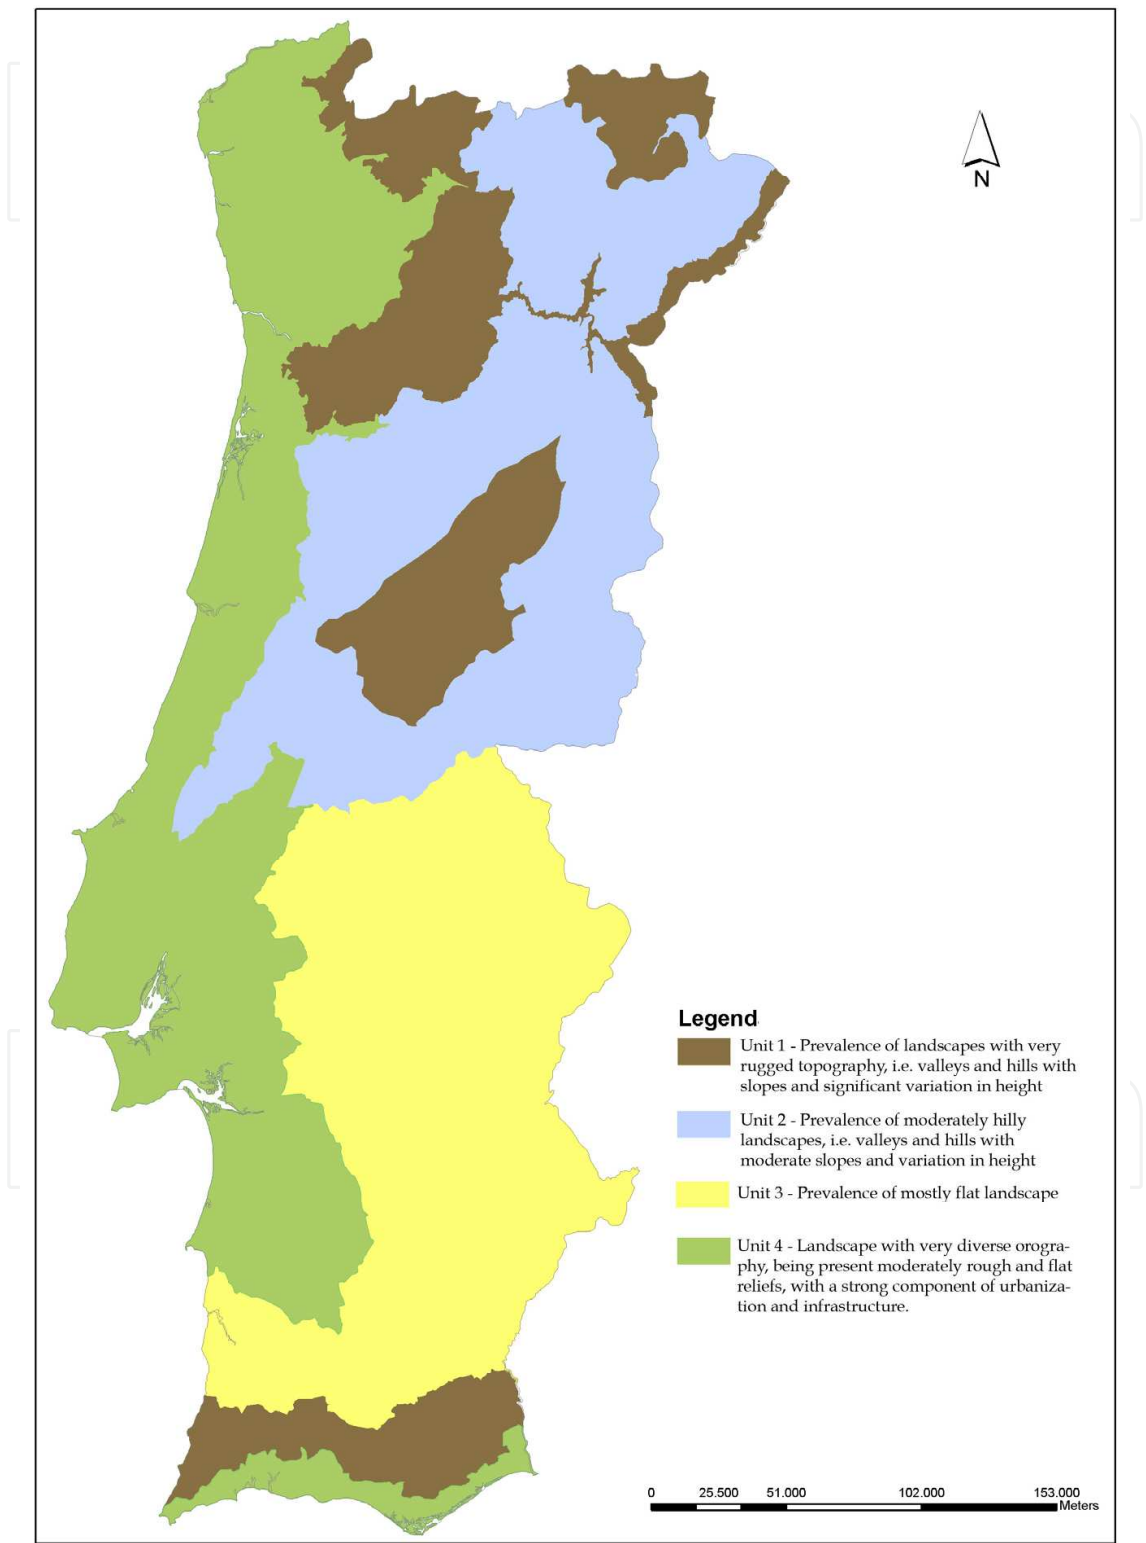 N
Legend
Unit 1 - Prevalence of landscapes with very
rugged topography, i.e. valleys and hills with
slopes and significant variation in height
Unit 2 - Prevalence of moderately hilly
landscapes, i.e. valleys and hills with
moderate slopes and variation in height
Unit 3 - Prevalence of mostly flat landscape
Unit 4 - Landscape with very diverse orogra-
phy, being present moderately rough and flat
reliefs, with a strong component of urbaniza-
tion and infrastructure.
0 25.500 51.000 102.000 153.000
Meters